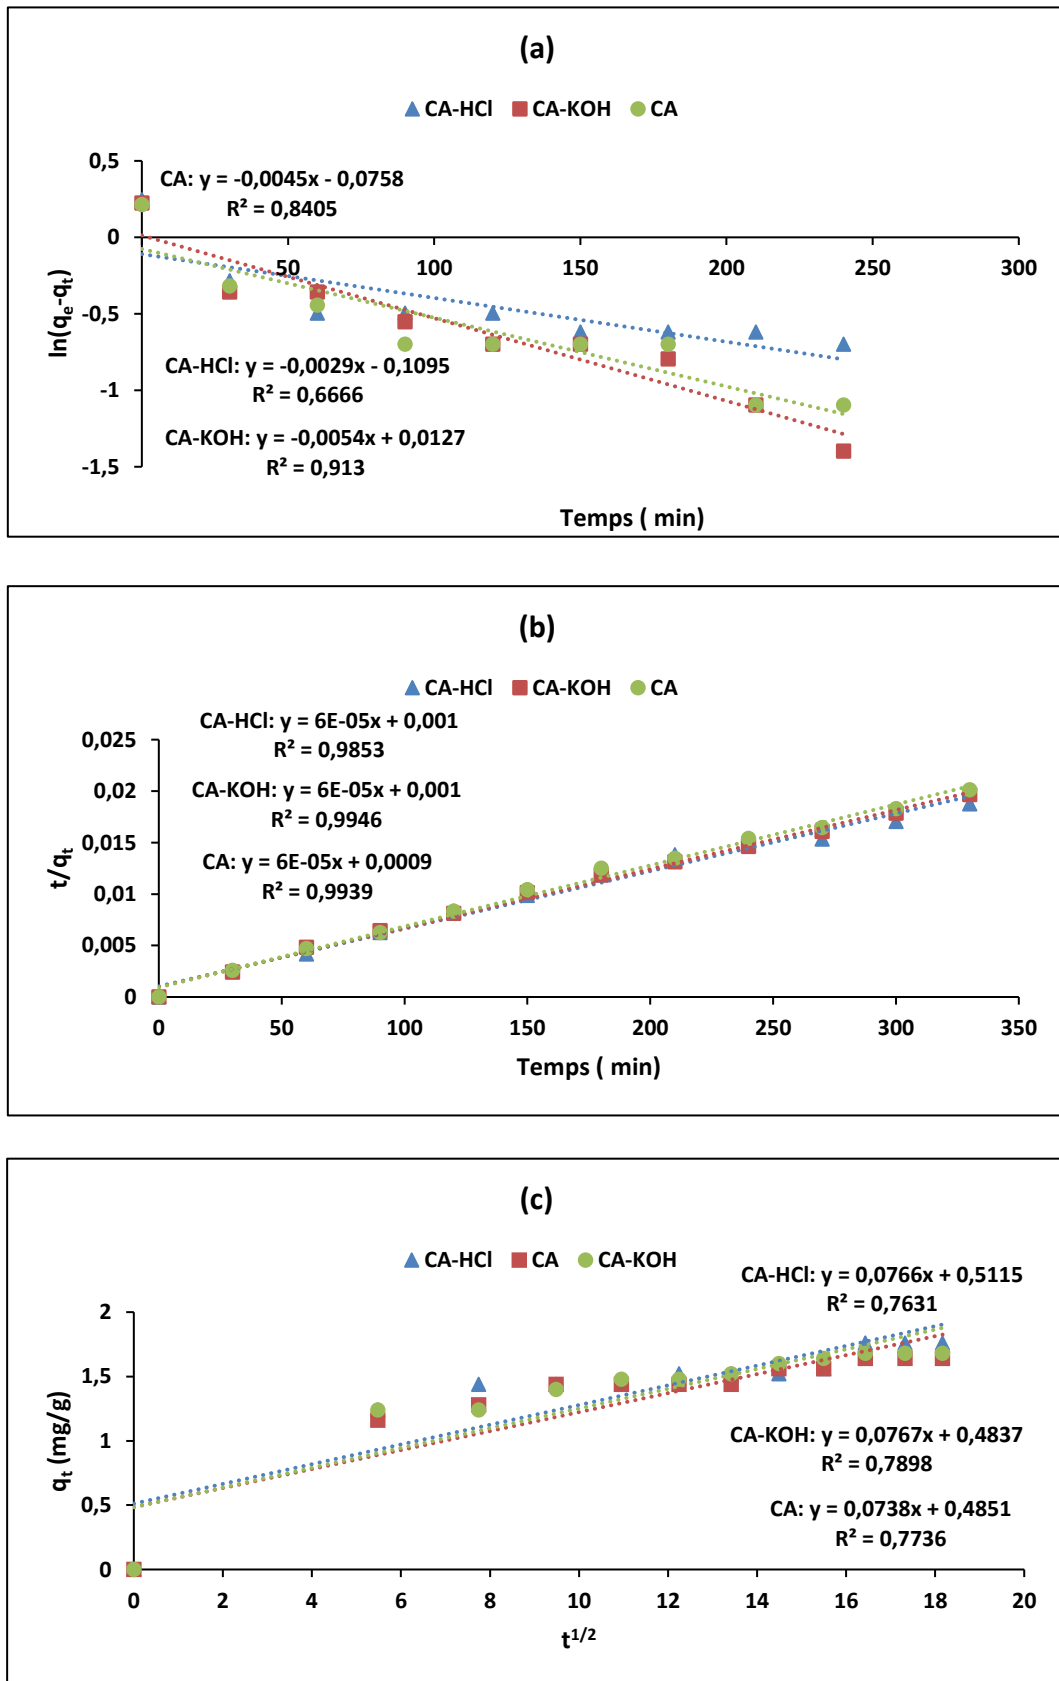 (a)
CA-HCl CA-KOH CA
CA: y = -0,0045x - 0,0758
R² = 0,8405
CA-HCl: y = -0,0029x - 0,1095
R² = 0,6666
CA-KOH: y = -0,0054x + 0,0127
R² = 0,913
0,5
0
-0,5
-1
-1,5
50 100 150 200 250 300
ln(qe-qt)
Temps ( min)
(b)
CA-HCl CA-KOH CA
CA-HCl: y = 6E-05x + 0,001
R² = 0,9853
CA-KOH: y = 6E-05x + 0,001
R² = 0,9946
CA: y = 6E-05x + 0,0009
R² = 0,9939
0,025
0,02
0,015
0,01
0,005
0
0 50 100 150 200 250 300 350
t/qt
Temps ( min)
(c)
CA-HCl CA CA-KOH
CA-HCl: y = 0,0766x + 0,5115
R² = 0,7631
CA-KOH: y = 0,0767x + 0,4837
R² = 0,7898
CA: y = 0,0738x + 0,4851
R² = 0,7736
2
1,5
1
0,5
0
0 2 4 6 8 10 12 14 16 18 20
qt (mg/g)
t1/2